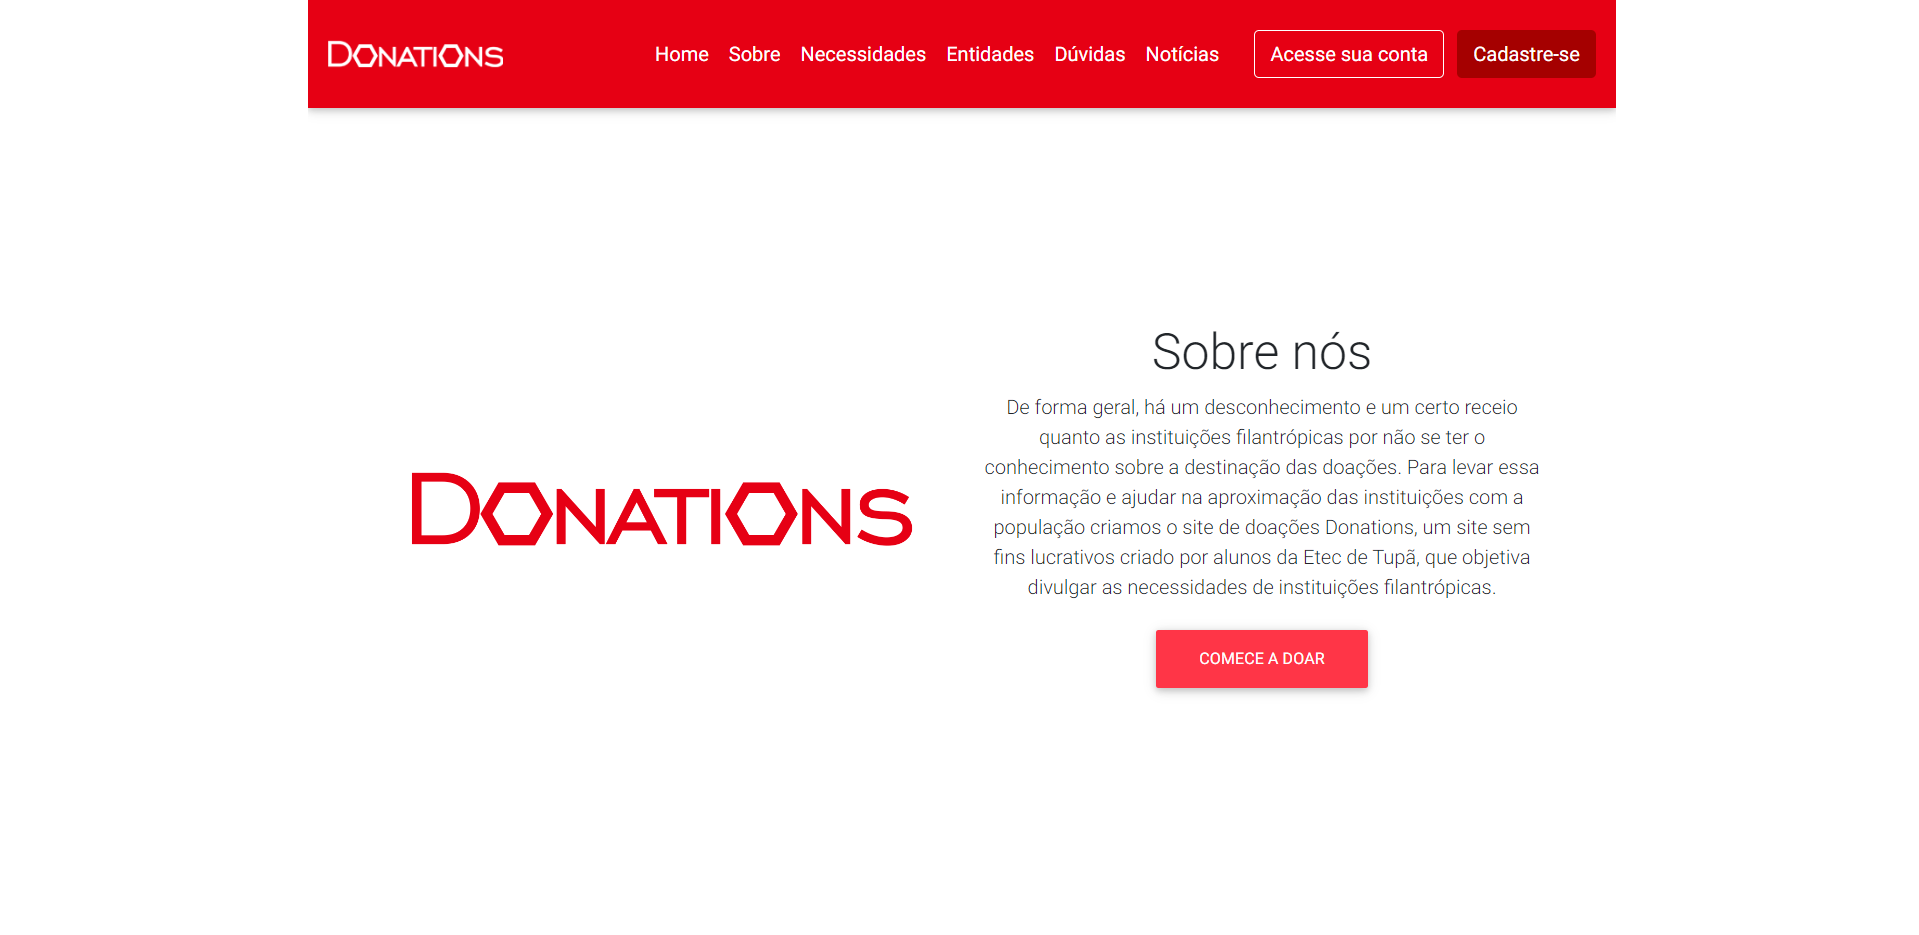 DONATIONS
Home Sobre Necessidades Entidades Dúvidas Notícias Acesse sua conta Cadastre-se
DONATIONS
Sobre nós
De forma geral, há um desconhecimento e um certo receio
quanto as instituições filantrópicas por não se ter o
conhecimento sobre a destinação das doações. Para levar essa
informação e ajudar na aproximação das instituições com a
população criamos o site de doações Donations, um site sem
fins lucrativos criado por alunos da Etec de Tupã, que objetiva
divulgar as necessidades de instituições filantrópicas.
COMECE A DOAR